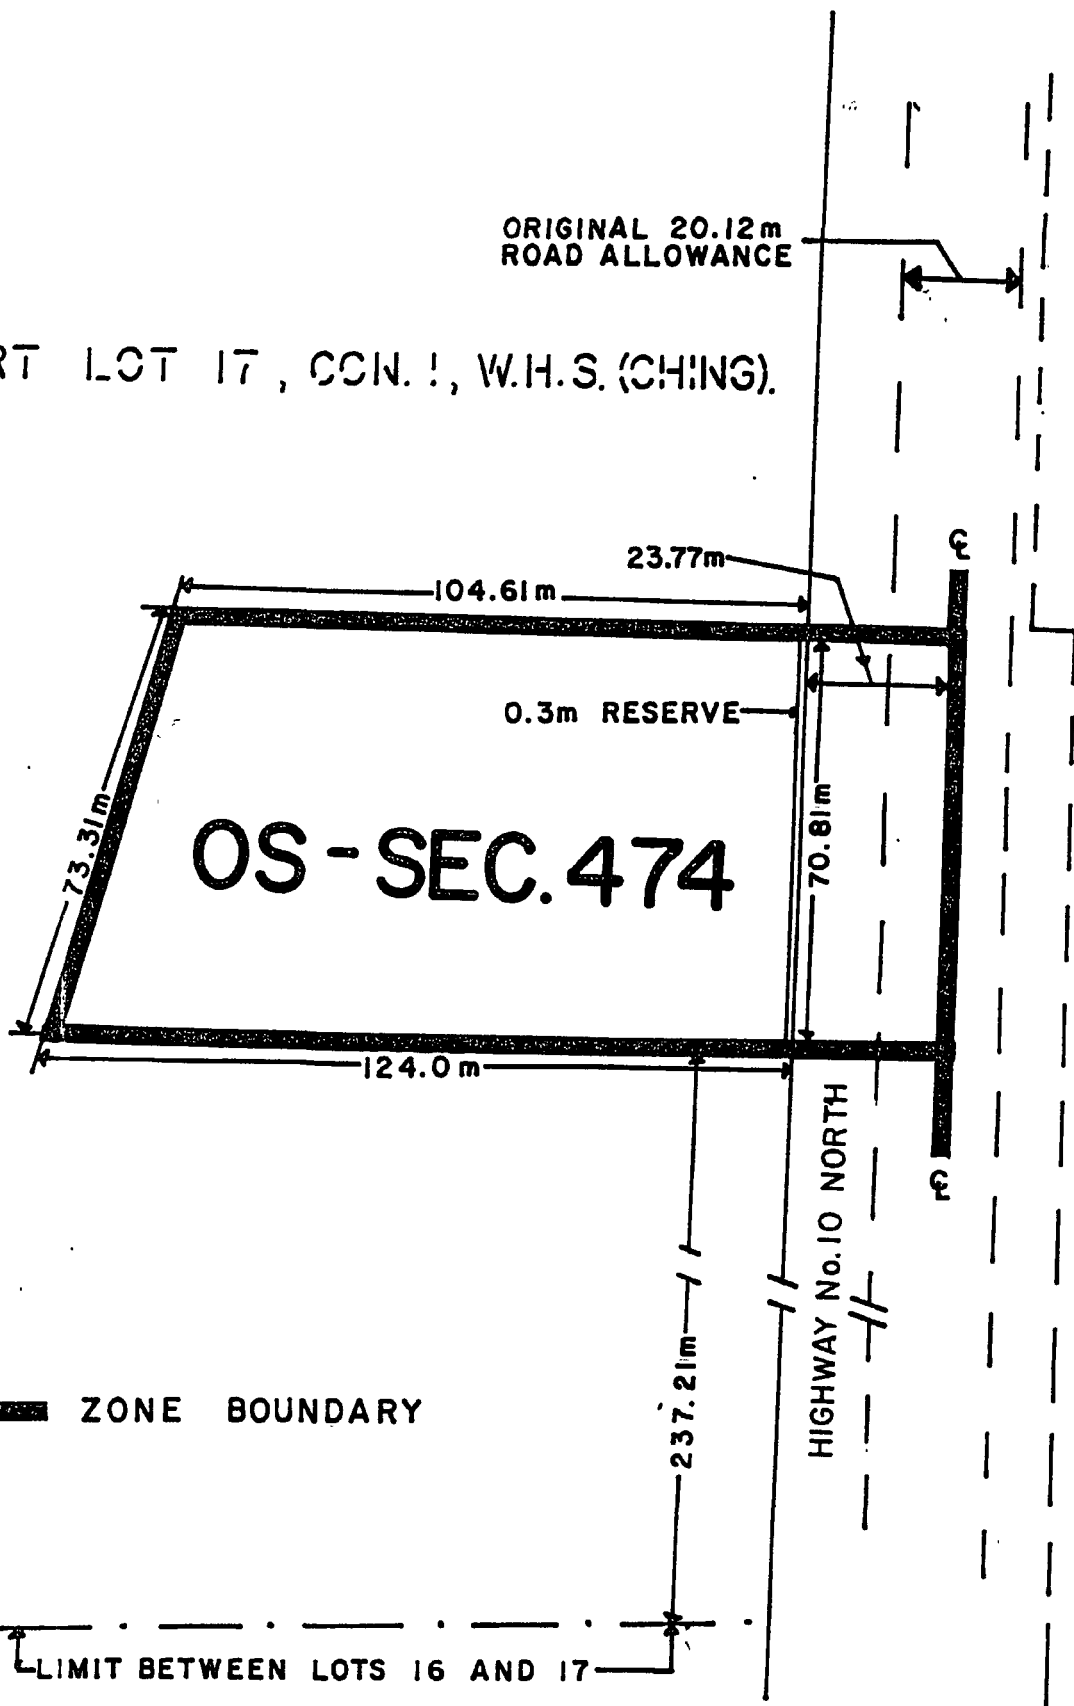 ORIGINAL 20.12m
ROAD ALLOWANCE
RT LOT 17, CON. 1, W.H.S. (CHING).
23.77m
104.61m
0.3m RESERVE
73.31m
OS-SEC. 474
70.81m
124.0m
HIGHWAY No. 10 NORTH
237.21m
ZONE BOUNDARY
LIMIT BETWEEN LOTS 16 AND 17